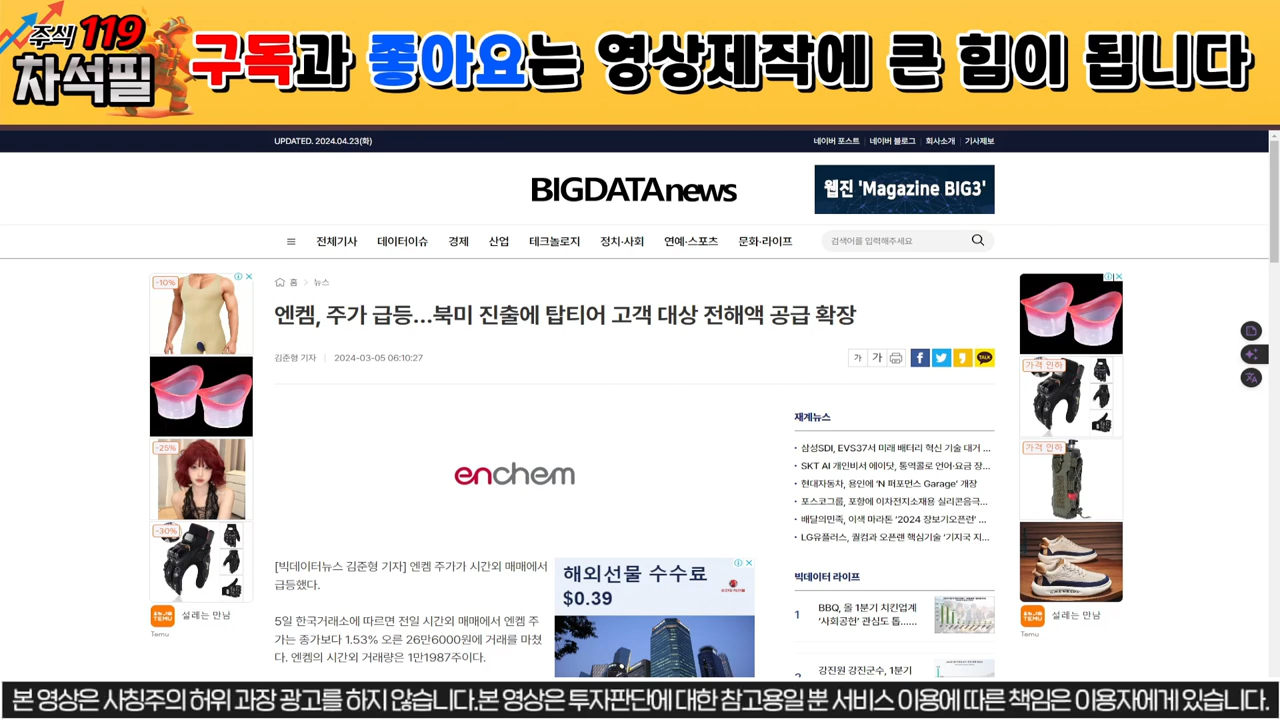 주식 119
차석필
구독과 좋아요는 영상제작에 큰 힘이 됩니다
UPDATED. 2024.04.23(화)
네이버 포스트 네이버 블로그 회사소개 기사제보
BIGDATAnews
웹진 'Magazine BIG3'
전체기사 데이터이슈 경제 산업 테크놀로지 정치·사회 연예·스포츠 문화·라이프
검색어를 입력해주세요
홈 뉴스
엔켐, 주가 급등...북미 진출에 탑티어 고객 대상 전해액 공급 확장
김준형 기자 2024-03-05 06:10:27
가 가
TALK
-10%
-25%
-30%
설레는 만남
TEMU
Temu
enchem
[빅데이터뉴스 김준형 기자] 엔켐 주가가 시간외 매매에서
급등했다.
5일 한국거래소에 따르면 전일 시간외 매매에서 엔켐 주
가는 종가보다 1.53% 오른 26만6000원에 거래를 마쳤
다. 엔켐의 시간외 거래량은 1만1987주이다.
해외선물 수수료
$0.39
재계뉴스
삼성SDI, EVS37서 미래 배터리 혁신 기술 대거 ...
SKT AI 개인비서 에이닷, 통역콜로 언어·요금 장...
현대자동차, 용인에 'N 퍼포먼스 Garage' 개장
포스코그룹, 포항에 이차전지소재용 실리콘음극...
배달의민족, 이색 마라톤 '2024 장보기오픈런' ...
LG유플러스, 퀄컴과 오픈랜 핵심기술 '기지국 지...
빅데이터 라이프
1
BBQ, 올 1분기 치킨업계
'사회공헌' 관심도 톱......
강진원 강진군수, 1분기
가격 인하
가격 인하
설레는 만남
TEMU
Temu
본 영상은 사칭주의 허위 과장 광고를 하지 않습니다.본 영상은 투자판단에 대한 참고용일 뿐 서비스 이용에 따른 책임은 이용자에게 있습니다.